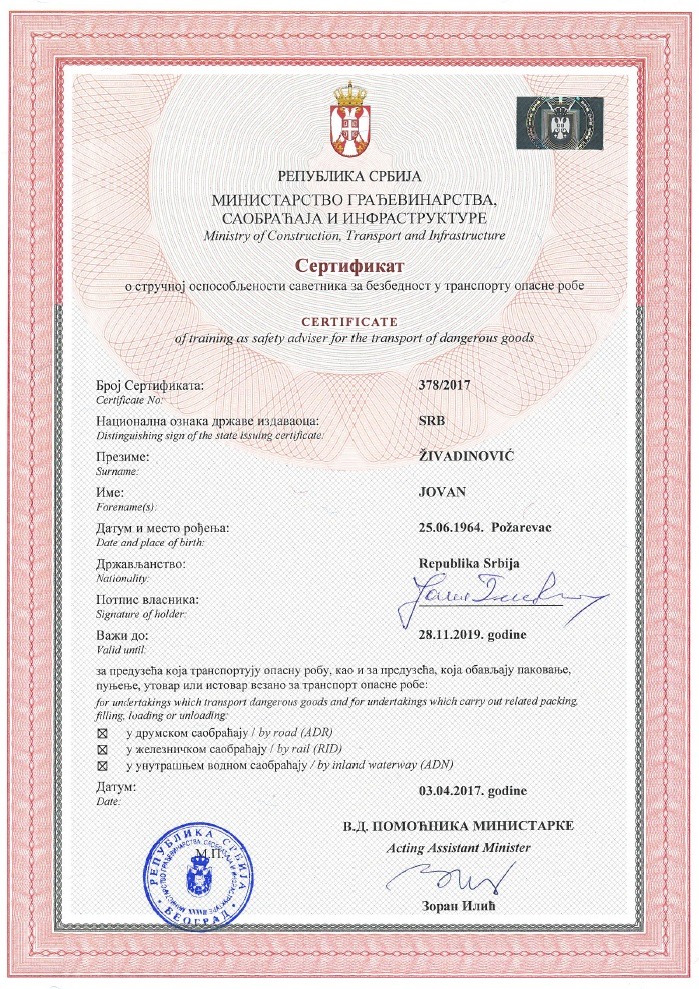 РЕПУБЛИКА СРБИЈА
МИНИСТАРСТВО ГРАЂЕВИНАРСТВА,
САОБРАЋАЈА И ИНФРАСТРУКТУРЕ
Ministry of Construction, Transport and Infrastructure
Сертификат
о стручној оспособљености саветника за безбедност у транспорту опасне робе
CERTIFICATE
of training as safety adviser for the transport of dangerous goods
Број Сертификата: 378/2017
Certificate No:
Национална ознака државе издаваоца: SRB
Distinguishing sign of the state issuing certificate:
Презиме: ŽIVADINOVIĆ
Surname:
Име: JOVAN
Forename(s):
Датум и место рођења: 25.06.1964. Požarevac
Date and place of birth:
Држављанство: Republika Srbija
Nationality:
Потпис власника:
Signature of holder:
Важи до: 28.11.2019. godine
Valid until:
за предузећа која транспортују опасну робу, као и за предузећа, која обављају паковање,
пуњење, утовар или истовар везано за транспорт опасне робе:
for undertakings which transport dangerous goods and for undertakings which carry out related packing,
filling, loading or unloading:
у друмском саобраћају / by road (ADR)
у железничком саобраћају / by rail (RID)
у унутрашњем водном саобраћају / by inland waterway (ADN)
Датум: 03.04.2017. godine
Date:
В.Д. ПОМОЋНИКА МИНИСТАРКЕ
Acting Assistant Minister
М.П.
РЕПУБЛИКА СРБИЈА
БЕОГРАД
Зоран Илић